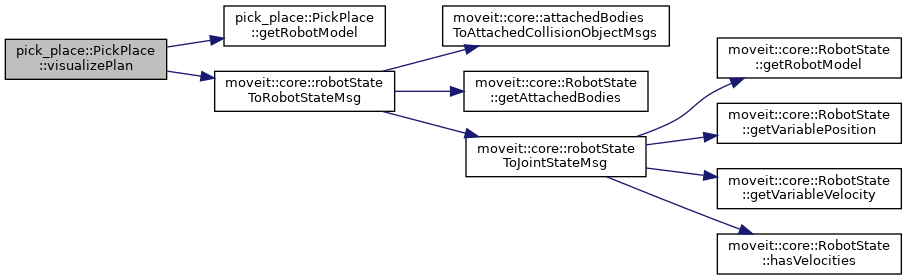 pick_place::PickPlace
::visualizePlan
pick_place::PickPlace
::getRobotModel
moveit::core::robotState
ToRobotStateMsg
moveit::core::attachedBodies
ToAttachedCollisionObjectMsgs
moveit::core::RobotState
::getAttachedBodies
moveit::core::robotState
ToJointStateMsg
moveit::core::RobotState
::getRobotModel
moveit::core::RobotState
::getVariablePosition
moveit::core::RobotState
::getVariableVelocity
moveit::core::RobotState
::hasVelocities